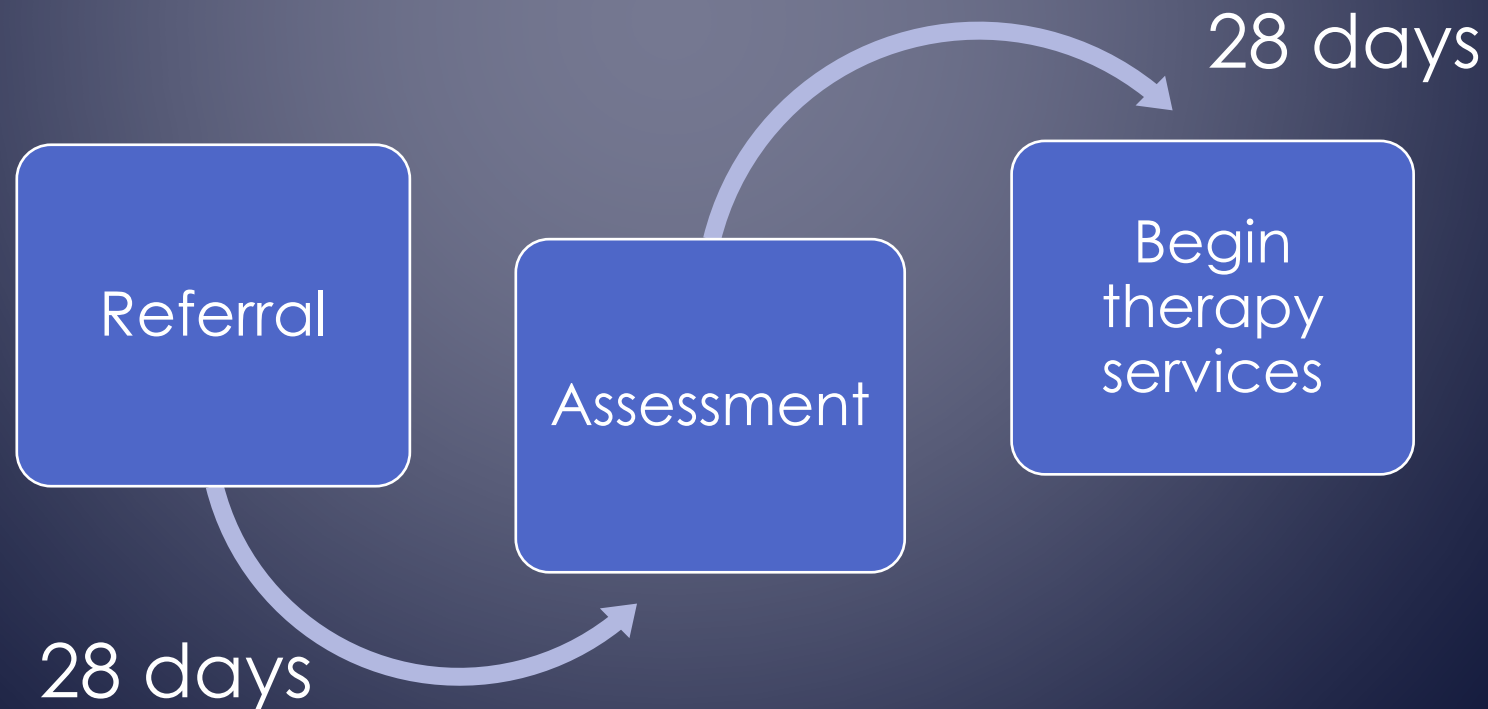 Referral
28 days
Assessment
28 days
Begin
therapy
services